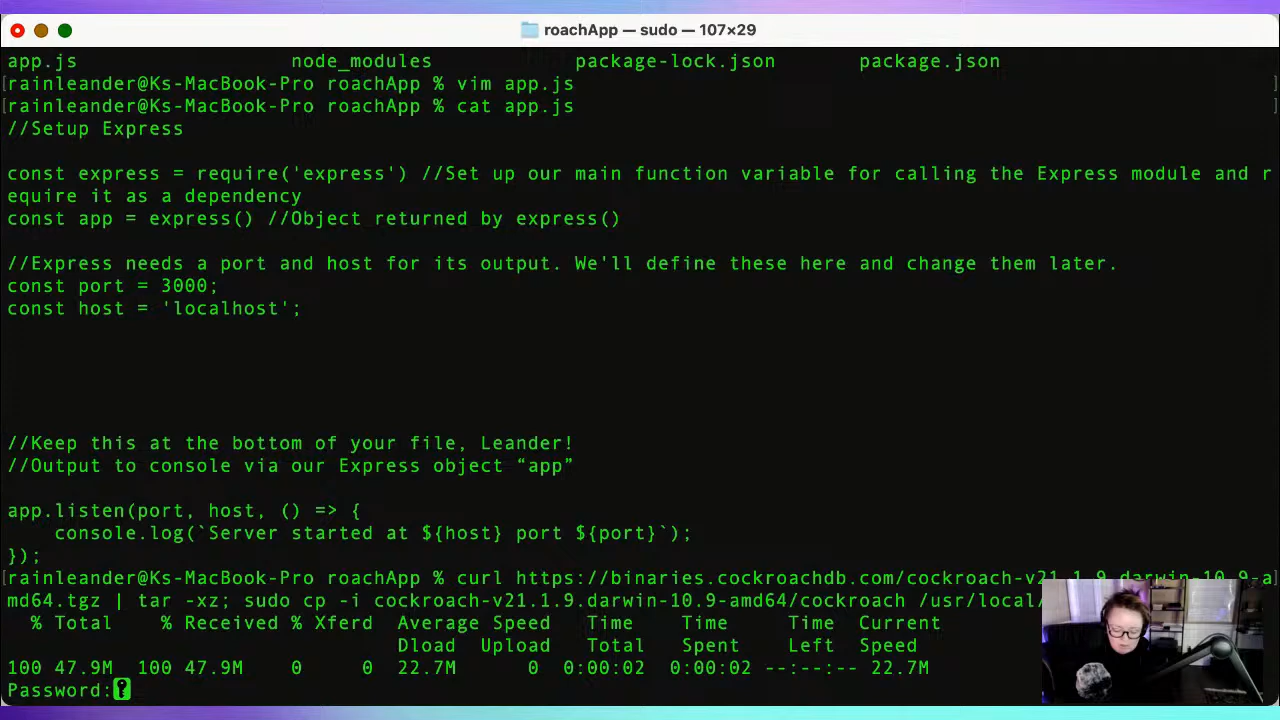 roachApp — sudo — 107×29
app.js node_modules package-lock.json package.json
[rainleander@Ks-MacBook-Pro roachApp % vim app.js ]
[rainleander@Ks-MacBook-Pro roachApp % cat app.js ]
//Setup Express
const express = require('express') //Set up our main function variable for calling the Express module and r
equire it as a dependency
const app = express() //Object returned by express()
//Express needs a port and host for its output. We'll define these here and change them later.
const port = 3000;
const host = 'localhost';
//Keep this at the bottom of your file, Leander!
//Output to console via our Express object “app”
app.listen(port, host, () => {
console.log(`Server started at ${host} port ${port}`);
});
[rainleander@Ks-MacBook-Pro roachApp % curl https://binaries.cockroachdb.com/cockroach-v21.1.9.darwin-10.9-a]
md64.tgz | tar -xz; sudo cp -i cockroach-v21.1.9.darwin-10.9-amd64/cockroach /usr/local/
% Total % Received % Xferd Average Speed Time Time Time Current
Dload Upload Total Spent Left Speed
100 47.9M 100 47.9M 0 0 22.7M 0 0:00:02 0:00:02 --:--:-- 22.7M
Password: